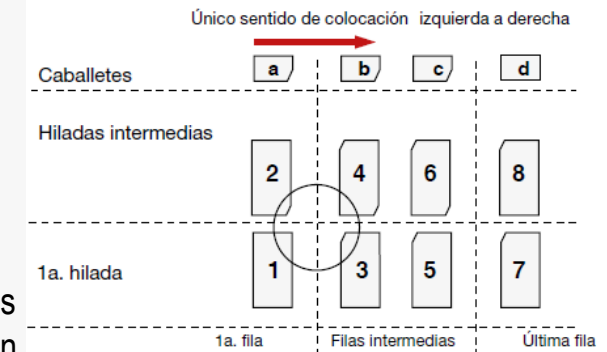 Único sentido de colocación izquierda a derecha
Caballetes a b c d
Hiladas intermedias
2 4 6 8
1a. hilada 1 3 5 7
s
n
1a. fila Filas intermedias Última fila